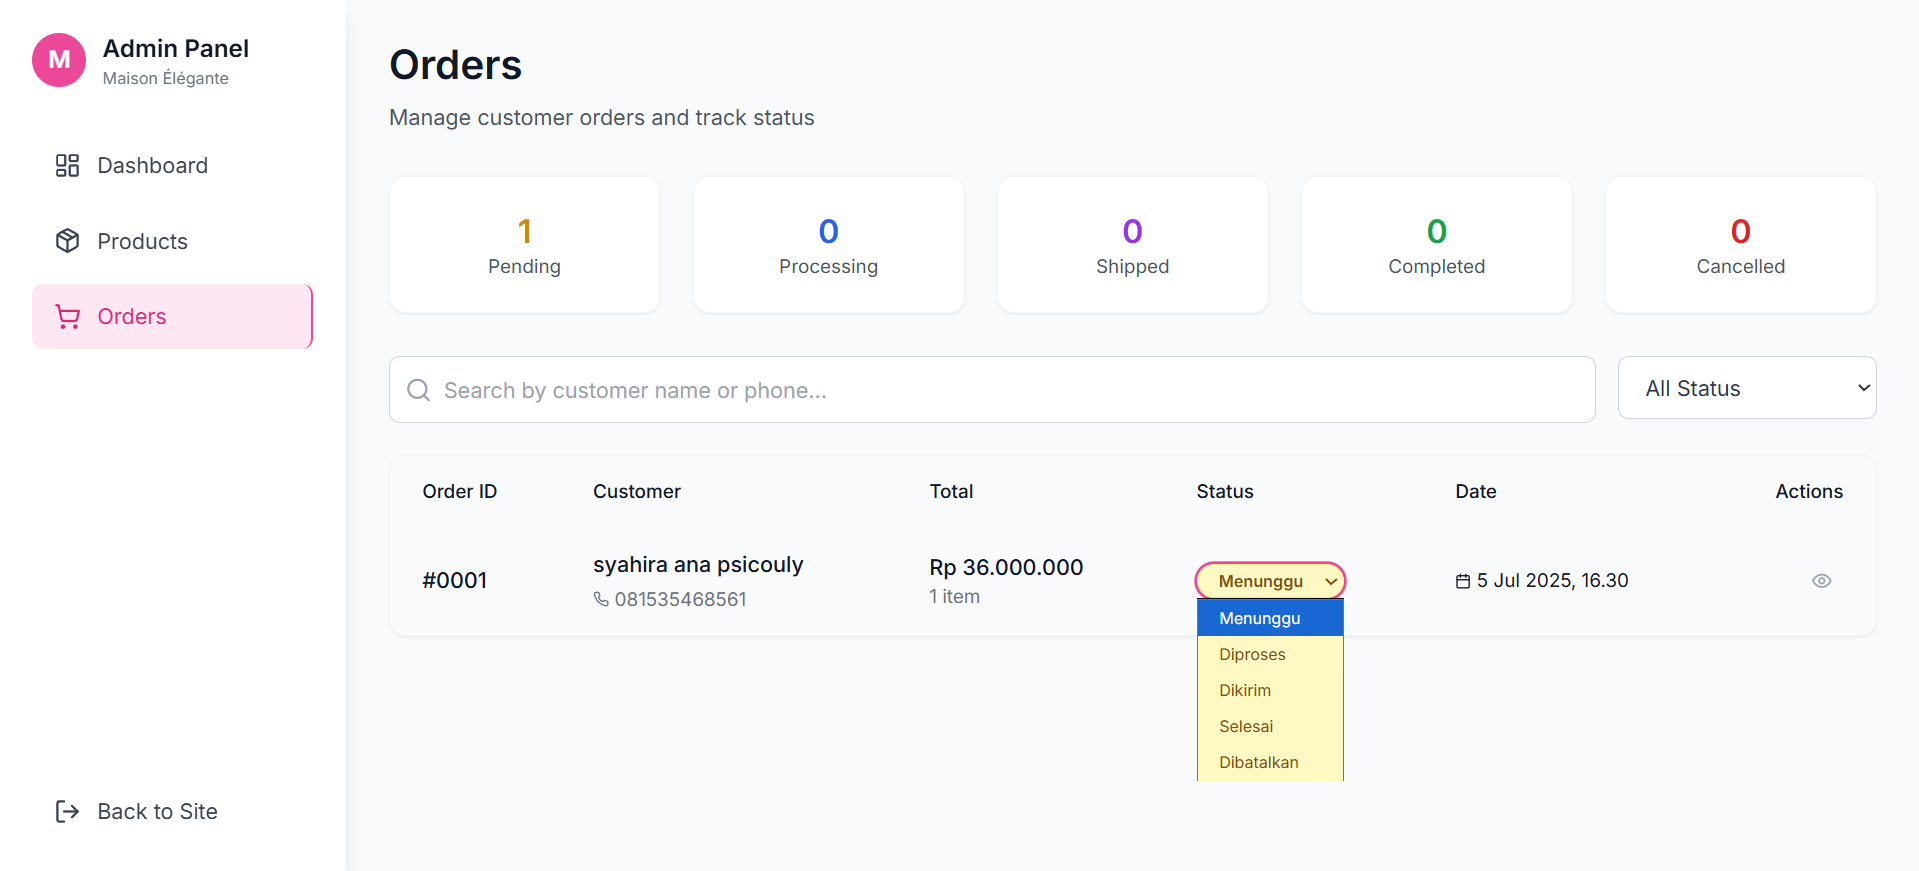 M
Admin Panel
Maison Élégante
Dashboard
Products
Orders
Back to Site
Orders
Manage customer orders and track status
1
Pending
0
Processing
0
Shipped
0
Completed
0
Cancelled
Search by customer name or phone...
All Status
Order ID Customer Total Status Date Actions
#0001
syahira ana psicouly
081535468561
Rp 36.000.000
1 item
Menunggu
5 Jul 2025, 16.30
Menunggu
Diproses
Dikirim
Selesai
Dibatalkan